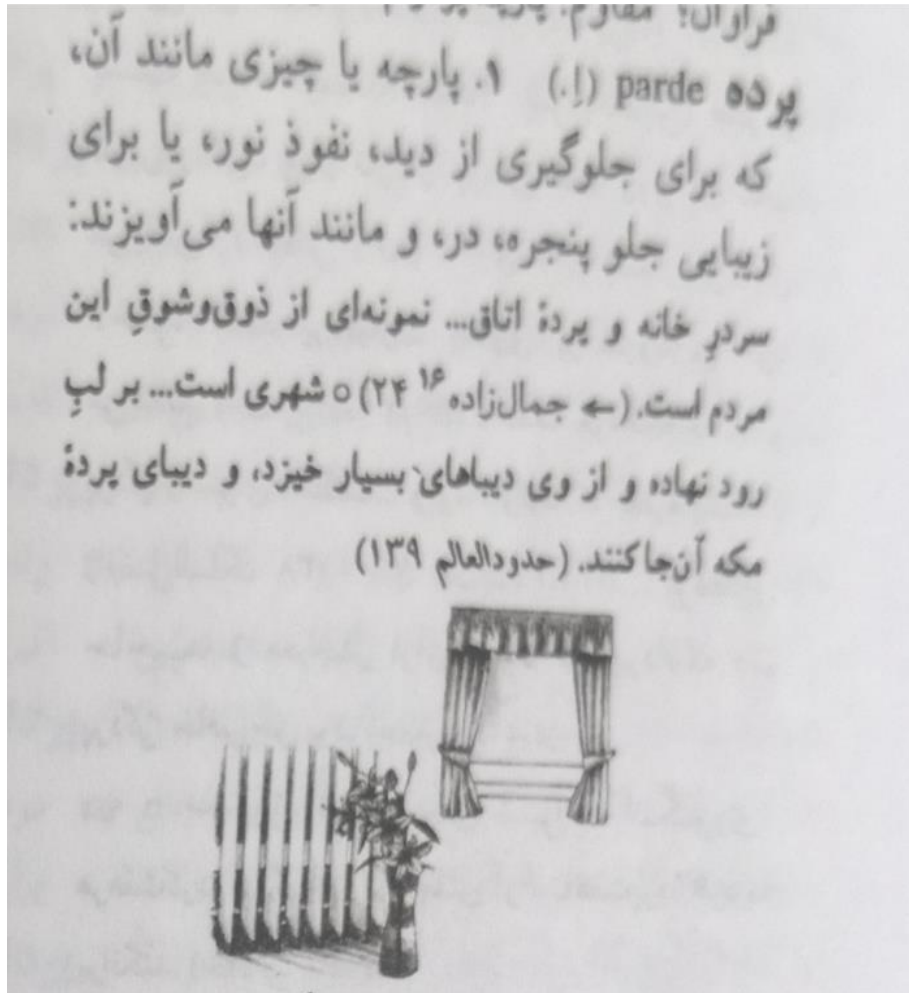 فراوان؛ مقاوم.
پرده parde (اِ.) ۱. پارچه یا چیزی مانند آن،
که برای جلوگیری از دید، نفوذ نور، یا برای
زیبایی جلو پنجره، در، و مانند آنها می‌آویزند:
سردرِ خانه و پردهٔ اتاق... نمونه‌ای از ذوق‌وشوقِ این
مردم است. (← جمال‌زاده۱۶ ۲۴) ○ شهری است... بر لبِ
رود نهاده و از وی دیباهای بسیار خیزد، و دیبای پردهٔ
مکه آن‌جا کنند. (حدودالعالم ۱۳۹)